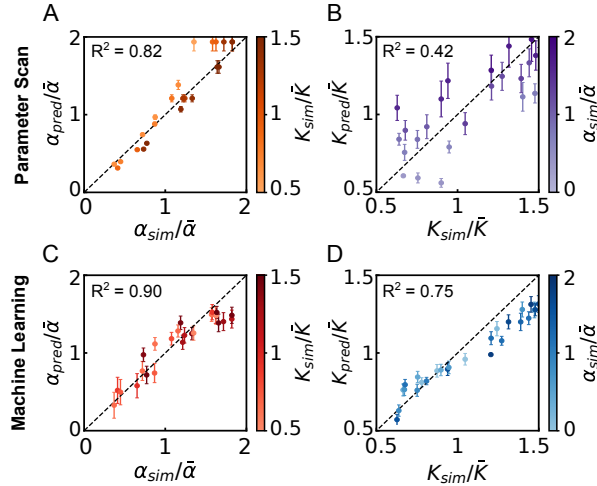 A
B
Parameter Scan
R² = 0.82
α_pred/ᾱ
2
1
0
0
1
2
α_sim/ᾱ
1.5
1
0.5
K_sim/K̄
R² = 0.42
K_pred/K̄
1.5
1
0.5
0.5
1
1.5
K_sim/K̄
2
1
0
α_sim/ᾱ
C
D
Machine Learning
R² = 0.90
α_pred/ᾱ
2
1
0
0
1
2
α_sim/ᾱ
1.5
1
0.5
K_sim/K̄
R² = 0.75
K_pred/K̄
1.5
1
0.5
0.5
1
1.5
K_sim/K̄
2
1
0
α_sim/ᾱ